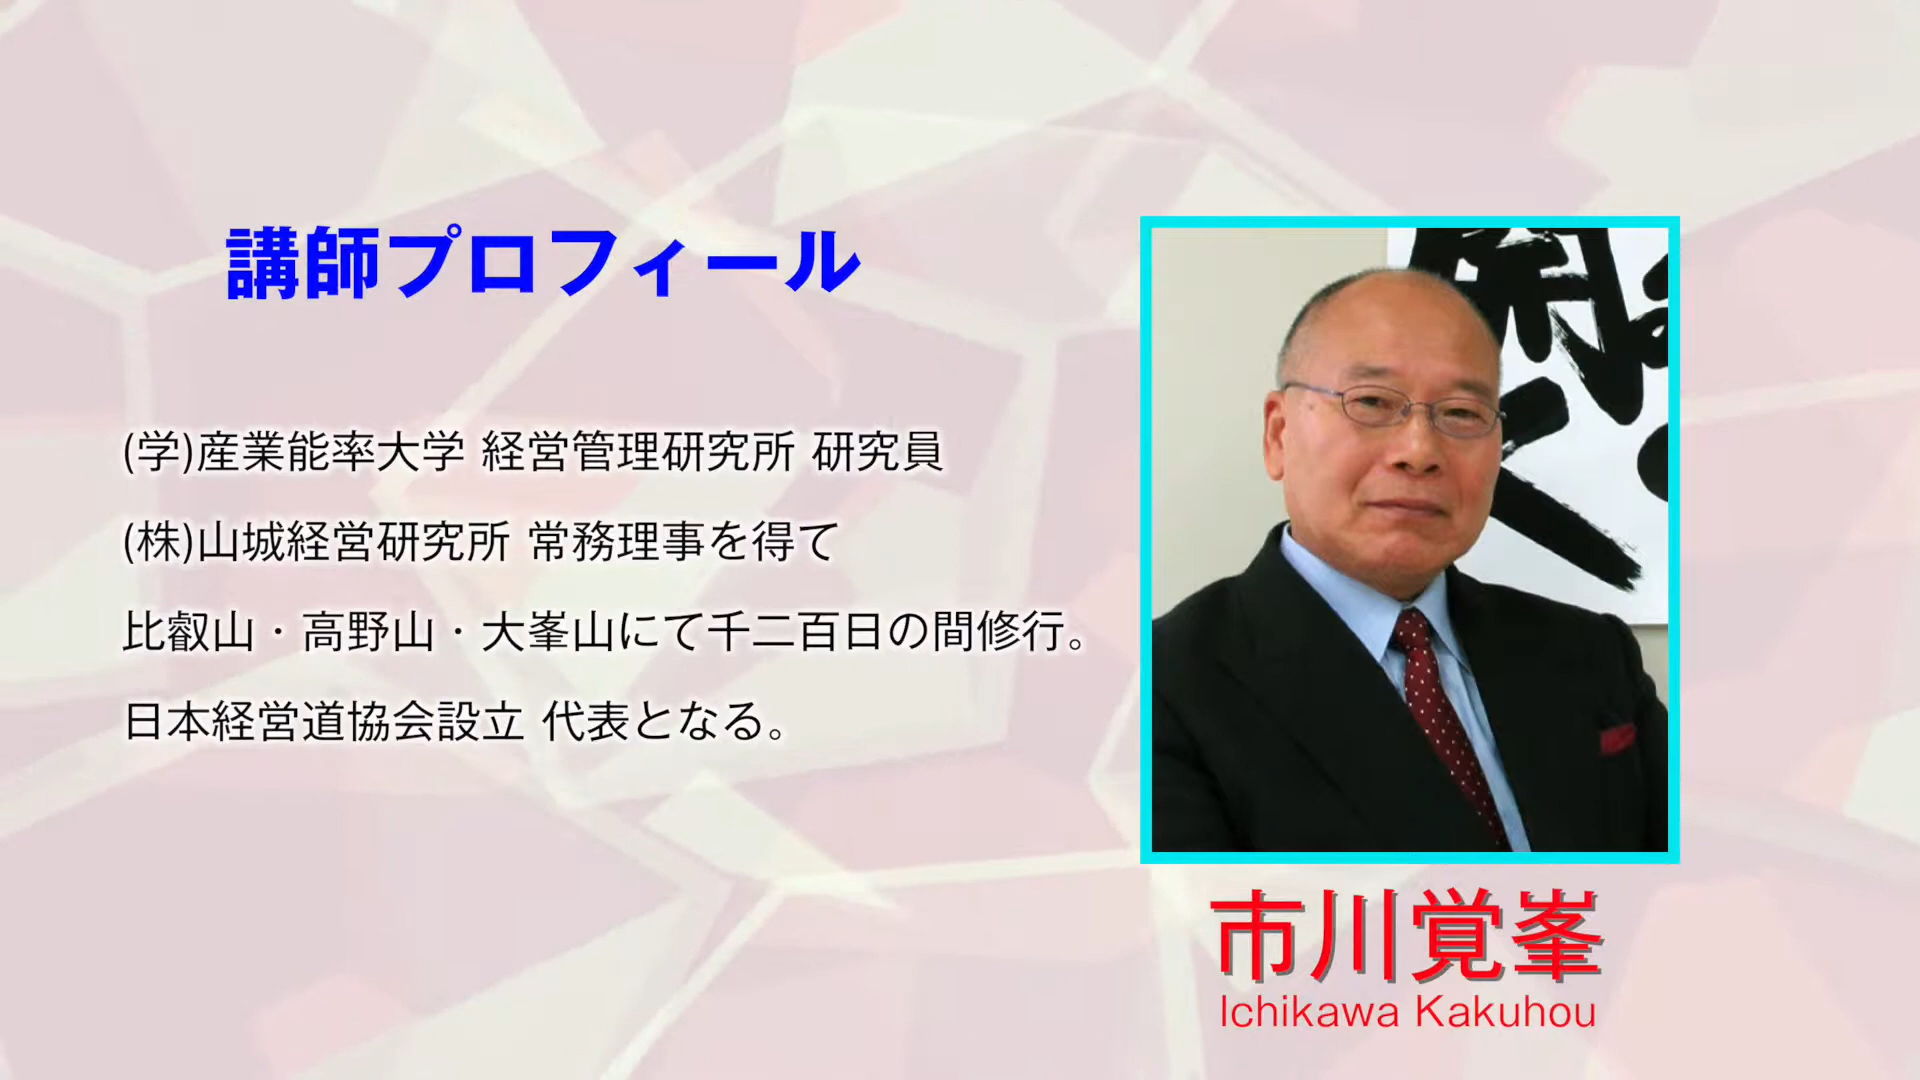 講師プロフィール
(学)産業能率大学 経営管理研究所 研究員
(株)山城経営研究所 常務理事を得て
比叡山・高野山・大峯山にて千二百日の間修行。
日本経営道協会設立 代表となる。
市川覚峯
Ichikawa Kakuhou